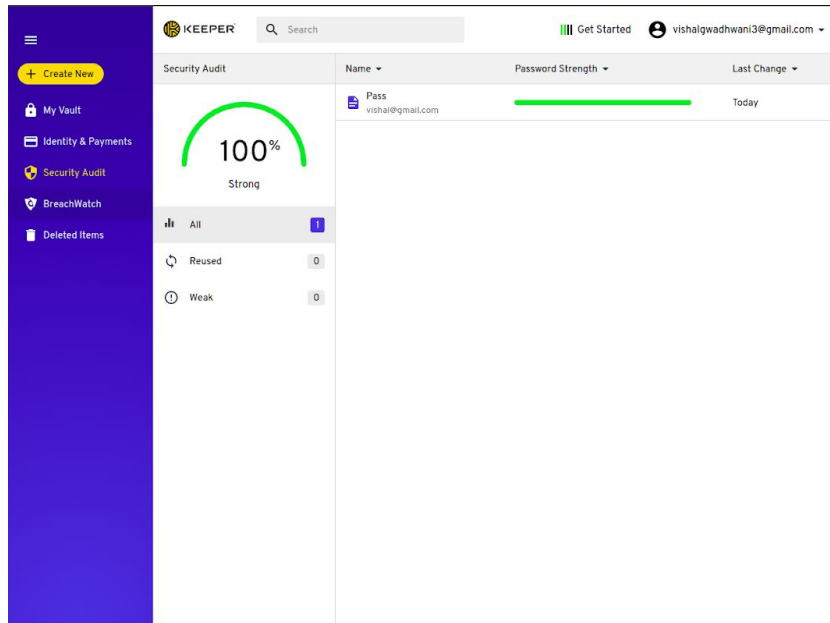 KEEPER
Search
Get Started
vishalgwadhwani3@gmail.com
+ Create New
My Vault
Identity & Payments
Security Audit
BreachWatch
Deleted Items
Security Audit
100%
Strong
All 1
Reused 0
Weak 0
Name Password Strength Last Change
Pass Today
vishal@gmail.com